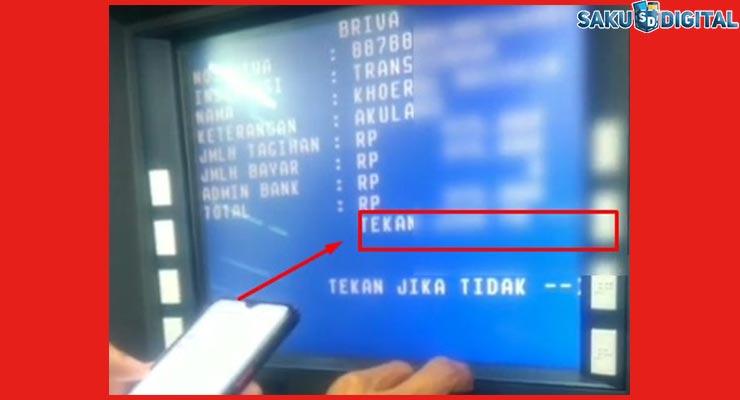 SAKU SD DIGITAL
BRIVA
NO BRIVA : 88788
INSTANSI : TRANS
NAMA : KHOER
KETERANGAN : AKULA
JMLH TAGIHAN : RP
JMLH BAYAR : RP
ADMIN BANK : RP
TOTAL : RP
TEKAN
TEKAN JIKA TIDAK --